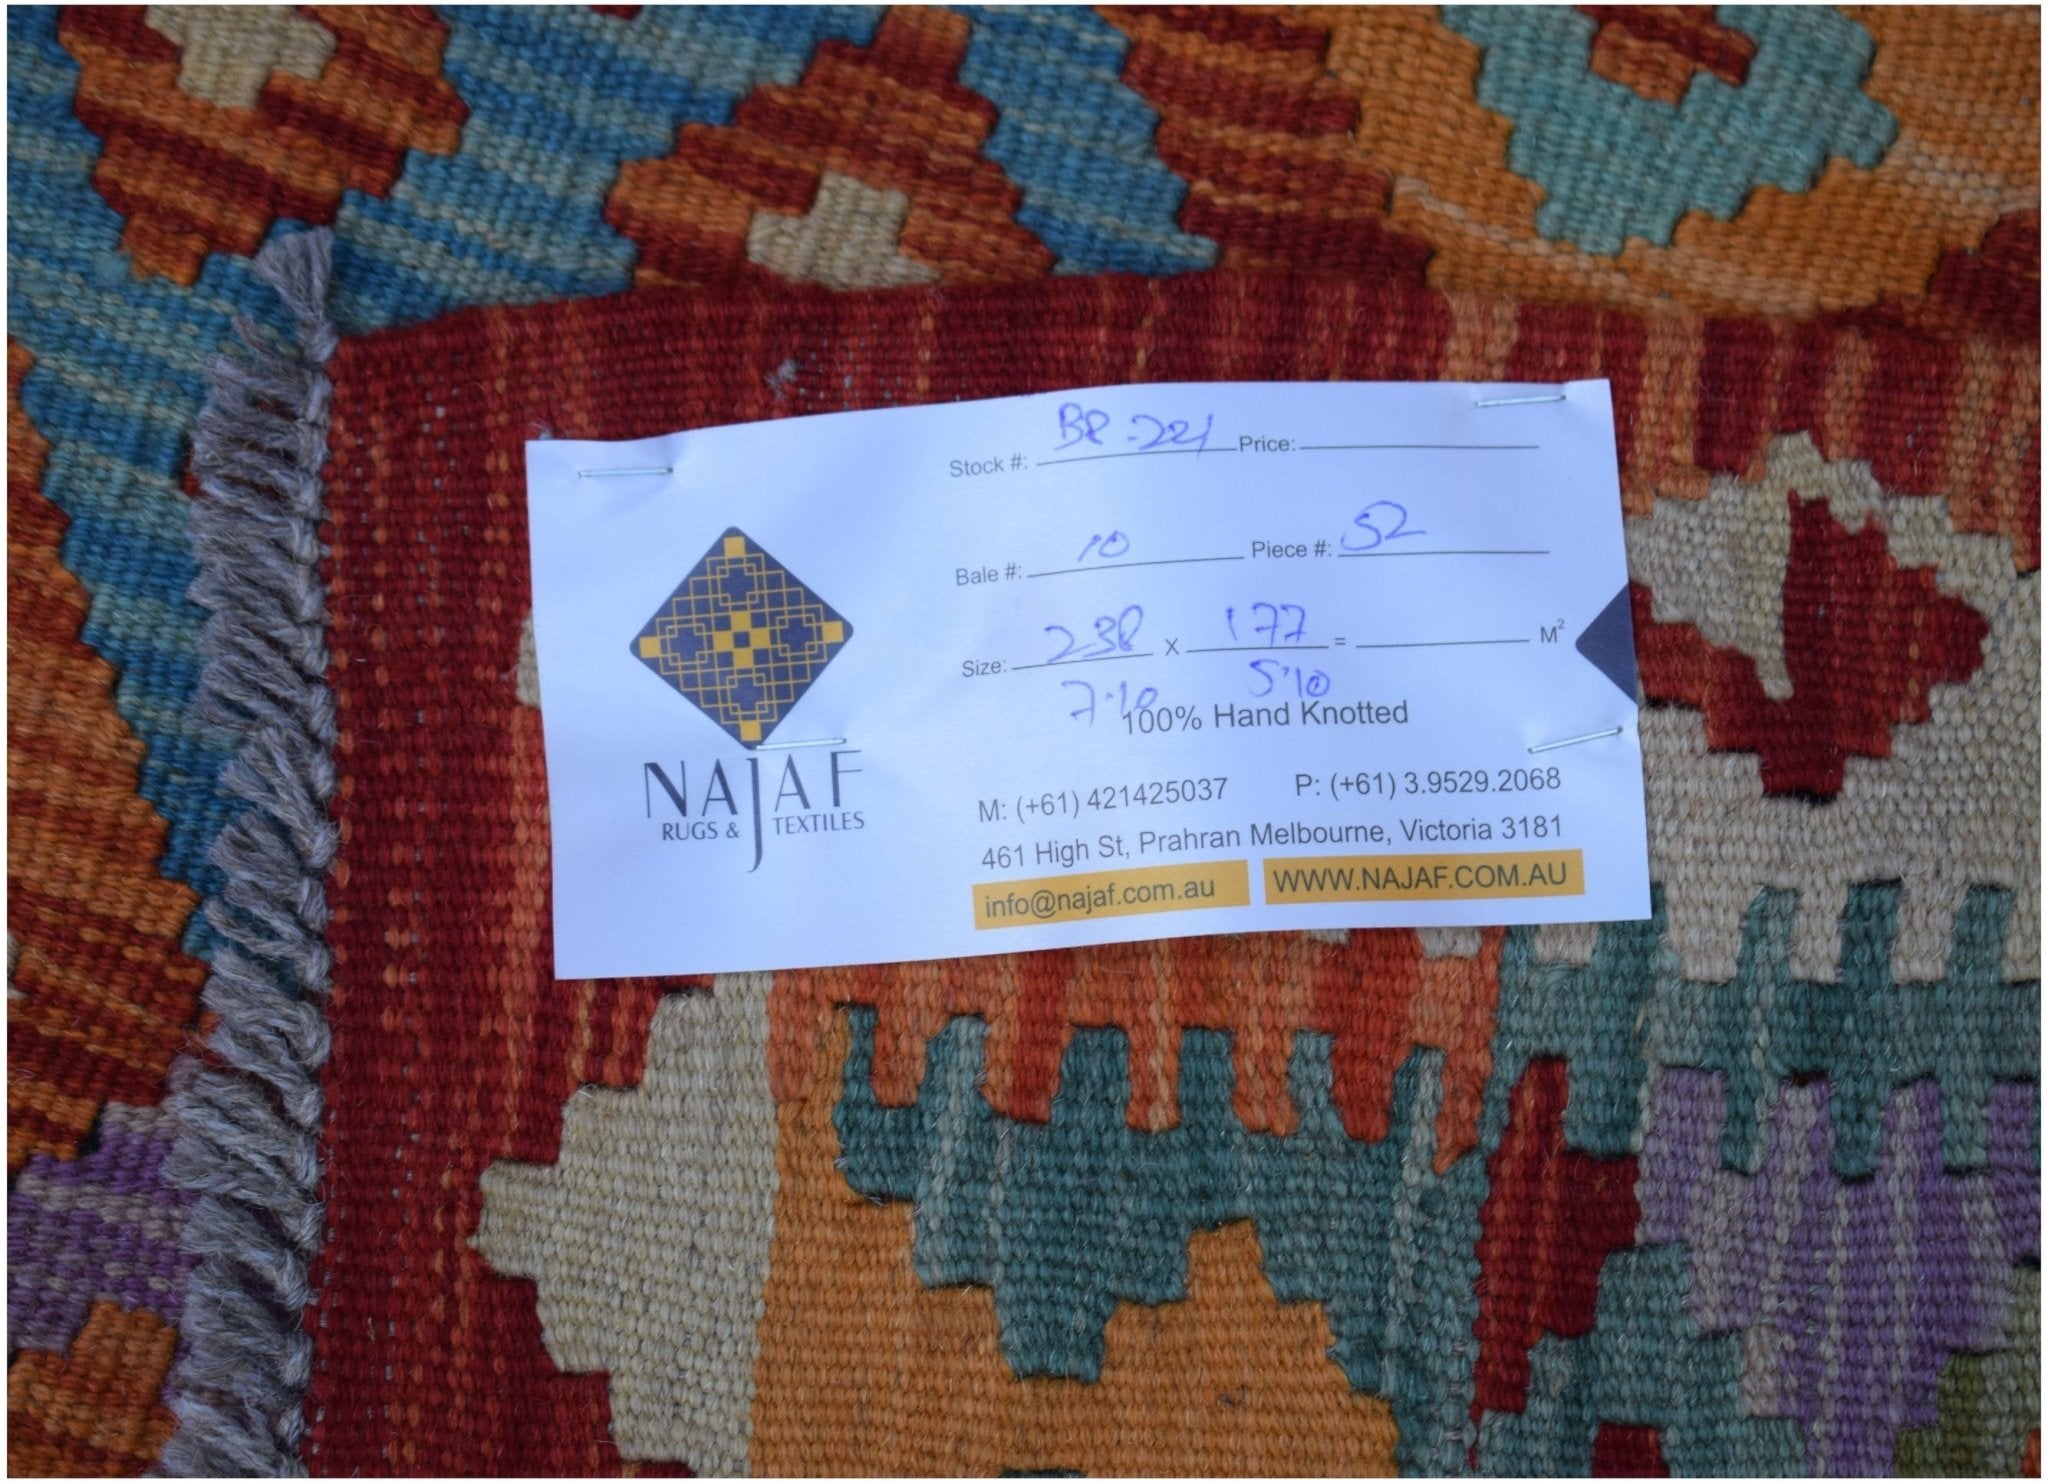 Stock #: BR-221 Price:
Bale #: 10 Piece #: 52
Size: 238 X 177 = M²
7'10 5'10
100% Hand Knotted
NAJAF
RUGS & TEXTILES
M: (+61) 421425037 P: (+61) 3.9529.2068
461 High St, Prahran Melbourne, Victoria 3181
info@najaf.com.au WWW.NAJAF.COM.AU